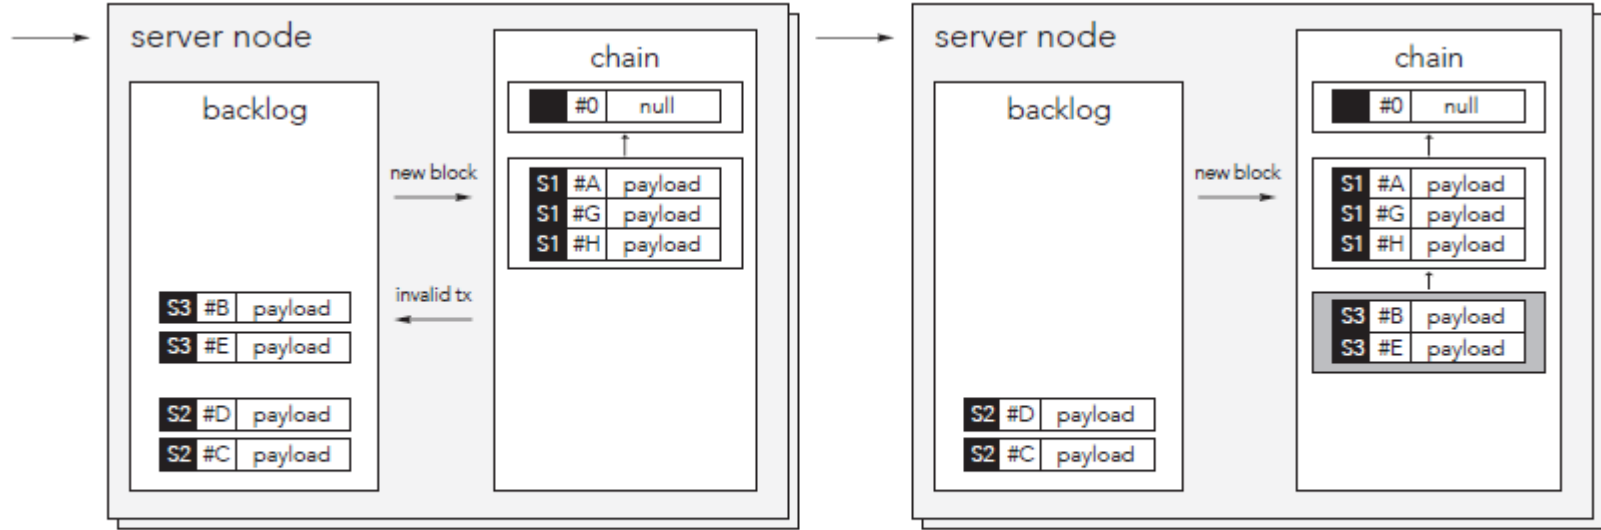 server node
backlog
S3 #B payload
S3 #E payload
S2 #D payload
S2 #C payload
new block
invalid tx
chain
#0 null
S1 #A payload
S1 #G payload
S1 #H payload
server node
backlog
S2 #D payload
S2 #C payload
new block
chain
#0 null
S1 #A payload
S1 #G payload
S1 #H payload
S3 #B payload
S3 #E payload